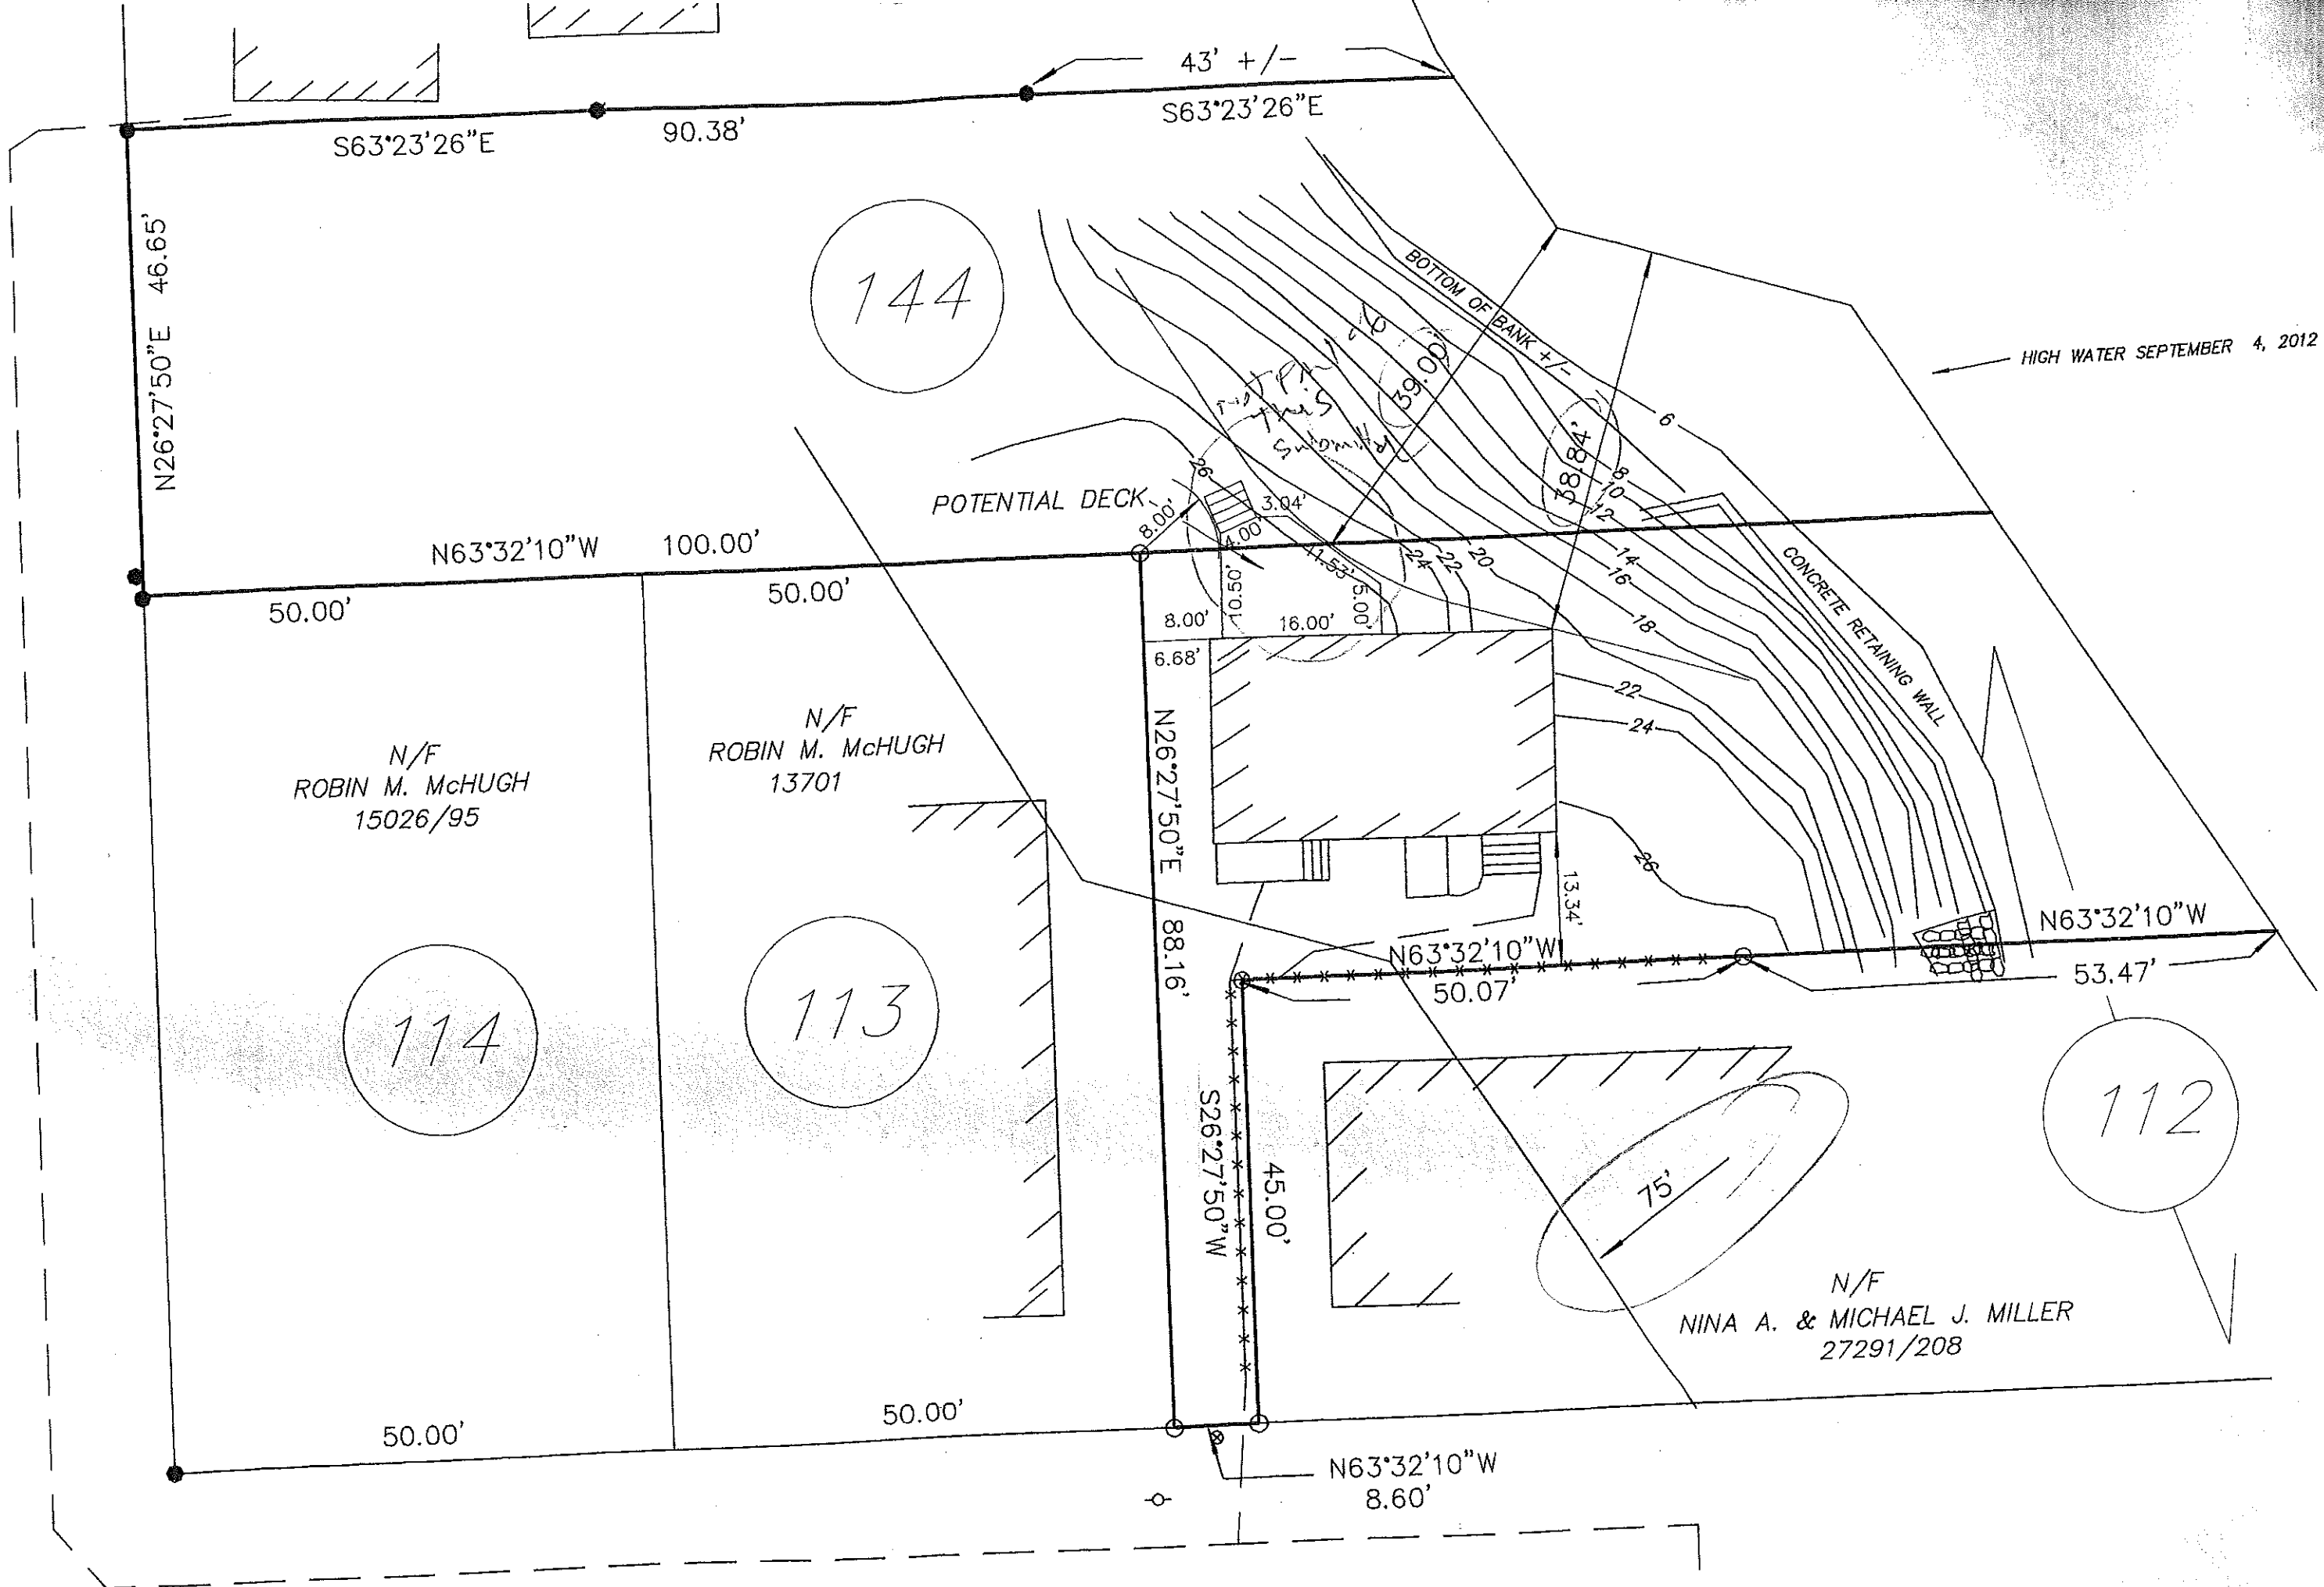 43' +/-
S63°23'26"E
S63°23'26"E
90.38'
N26°27'50"E 46.65'
144
BOTTOM OF BANK +/-
HIGH WATER SEPTEMBER 4, 2012
39.00'
38.84'
6
8
10
12
14
16
18
20
22
24
26
POTENTIAL DECK
8.00'
3.04'
4.00'
11.53'
10.50'
5.00'
8.00'
16.00'
6.68'
N63°32'10"W 100.00'
50.00'
50.00'
CONCRETE RETAINING WALL
22
24
26
N/F
ROBIN M. McHUGH
15026/95
N/F
ROBIN M. McHUGH
13701
N26°27'50"E 88.16'
13.34'
N63°32'10"W
50.07'
N63°32'10"W
53.47'
114
113
112
S26°27'50"W
45.00'
75'
N/F
NINA A. & MICHAEL J. MILLER
27291/208
50.00'
50.00'
N63°32'10"W
8.60'